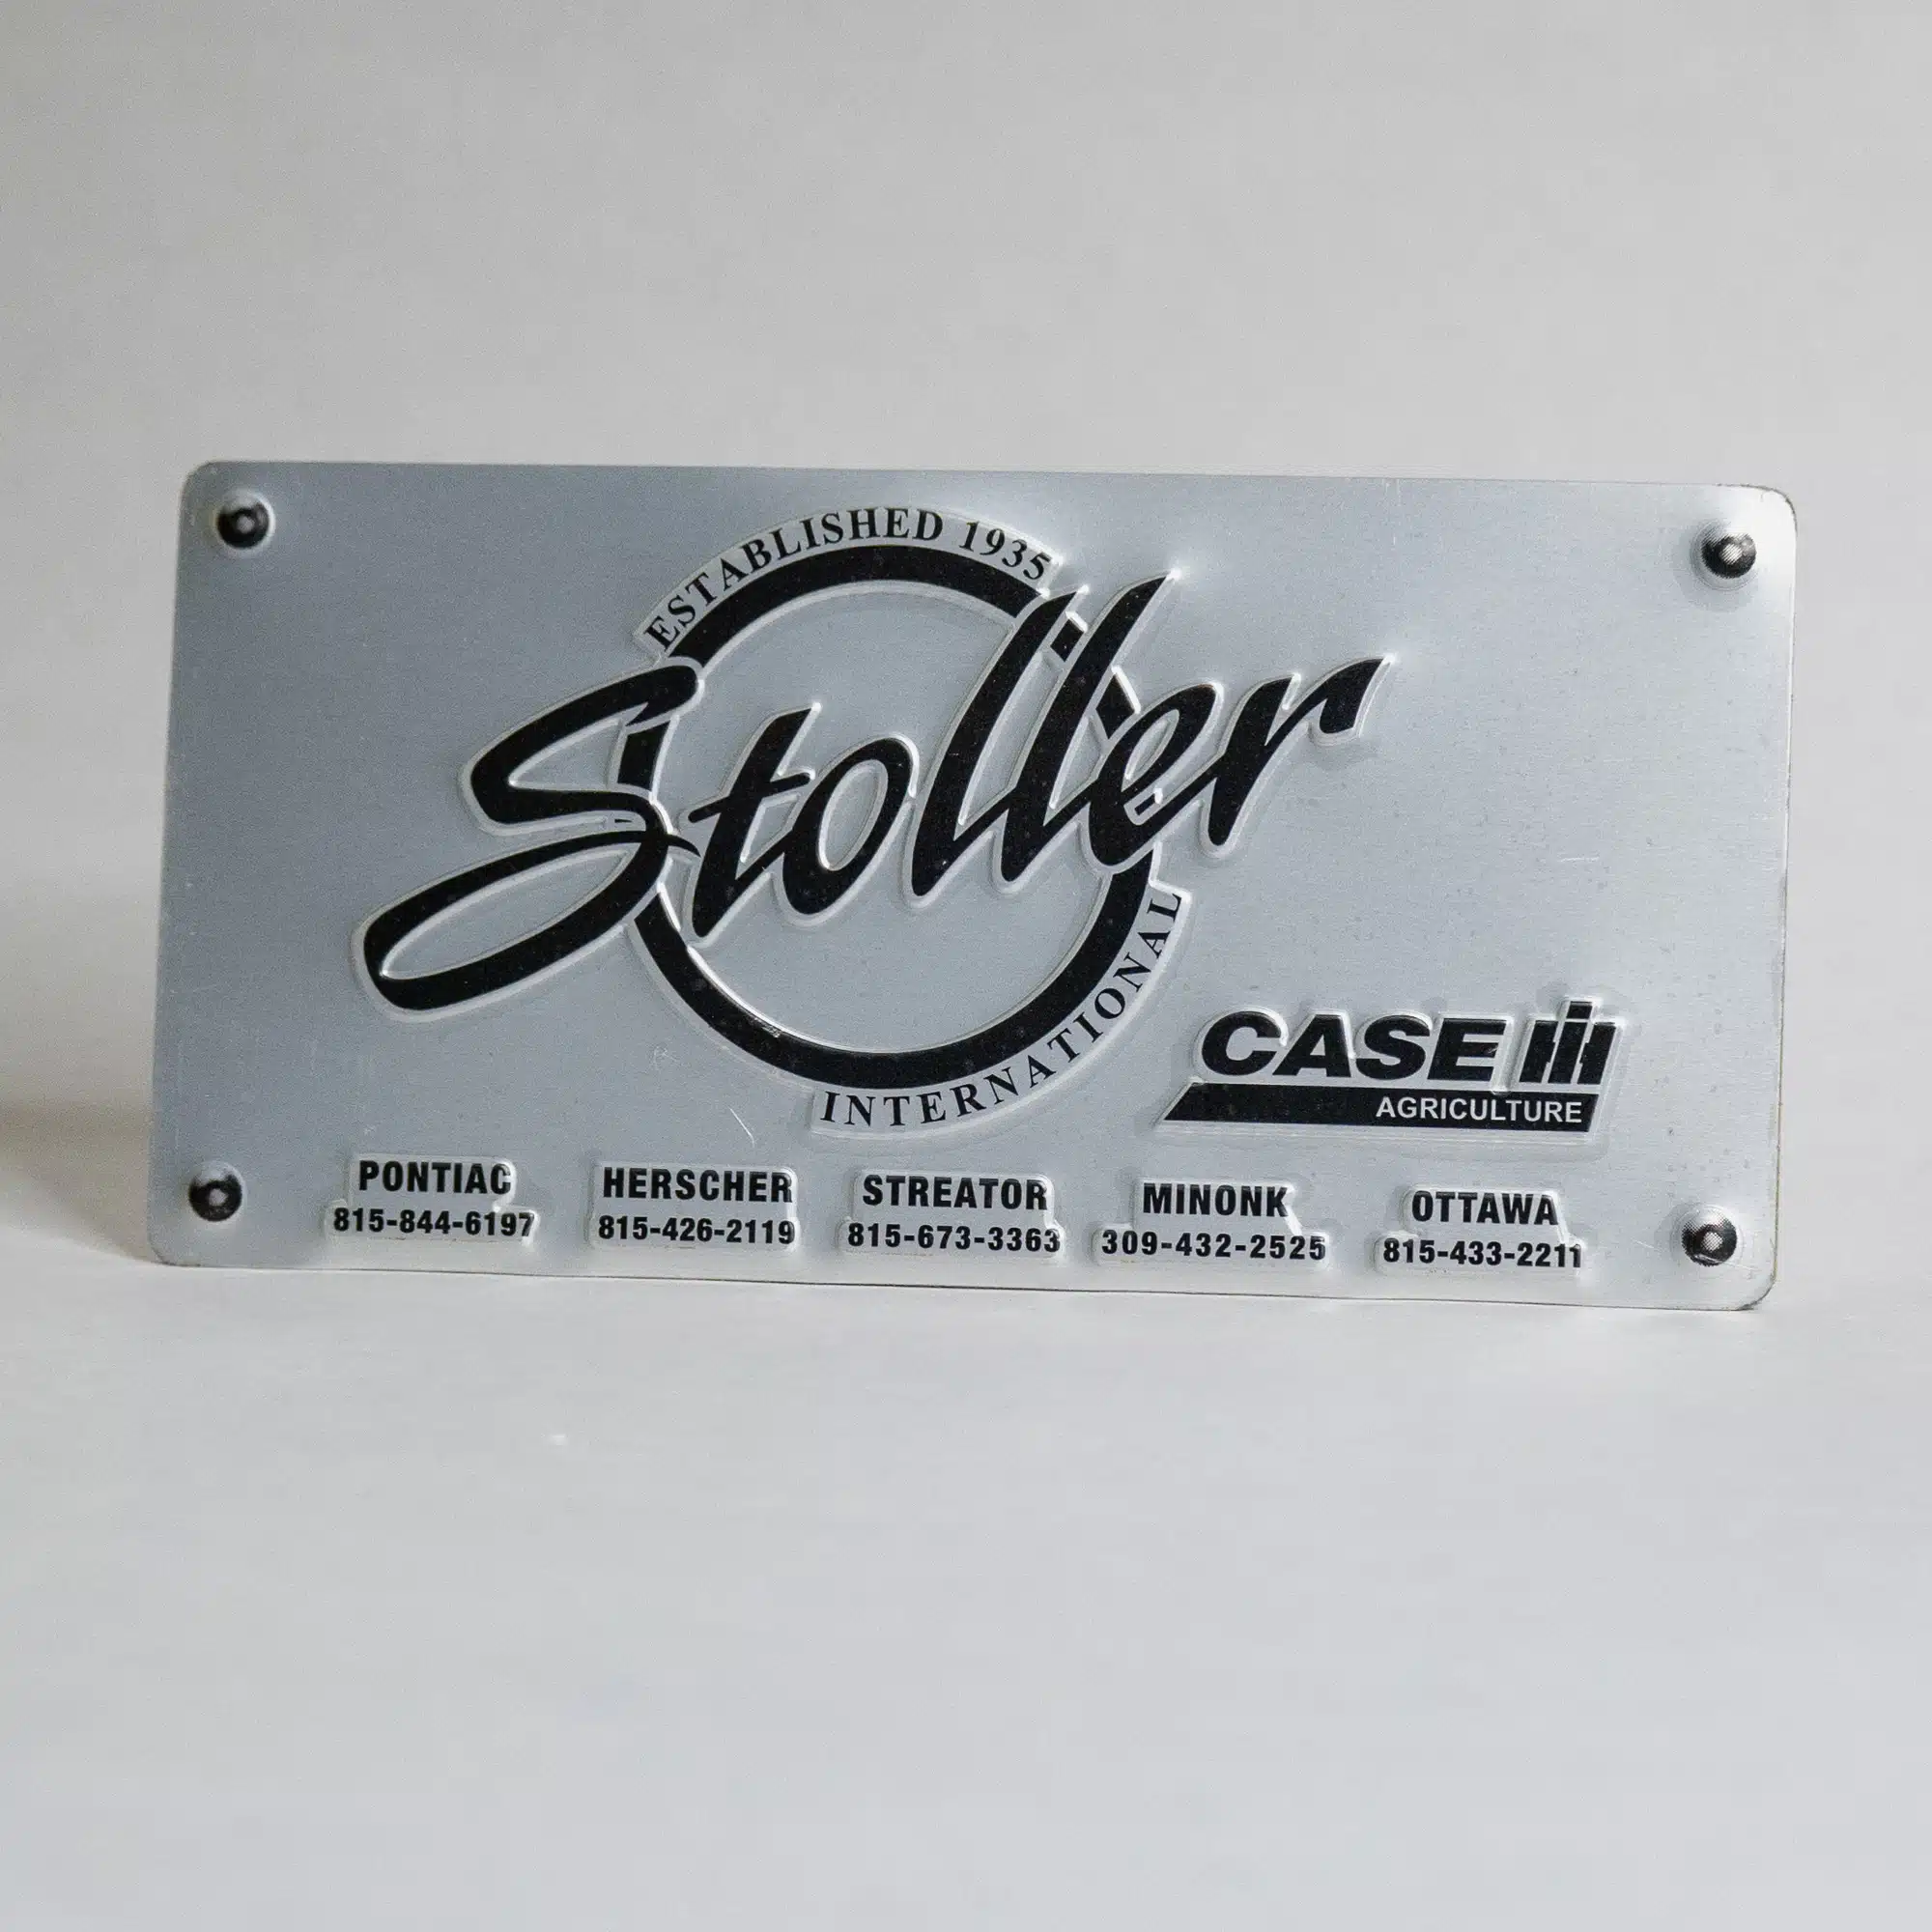 ESTABLISHED 1935
Stoller
INTERNATIONAL
CASE IH
AGRICULTURE
PONTIAC
815-844-6197
HERSCHER
815-426-2119
STREATOR
815-673-3363
MINONK
309-432-2525
OTTAWA
815-433-2211